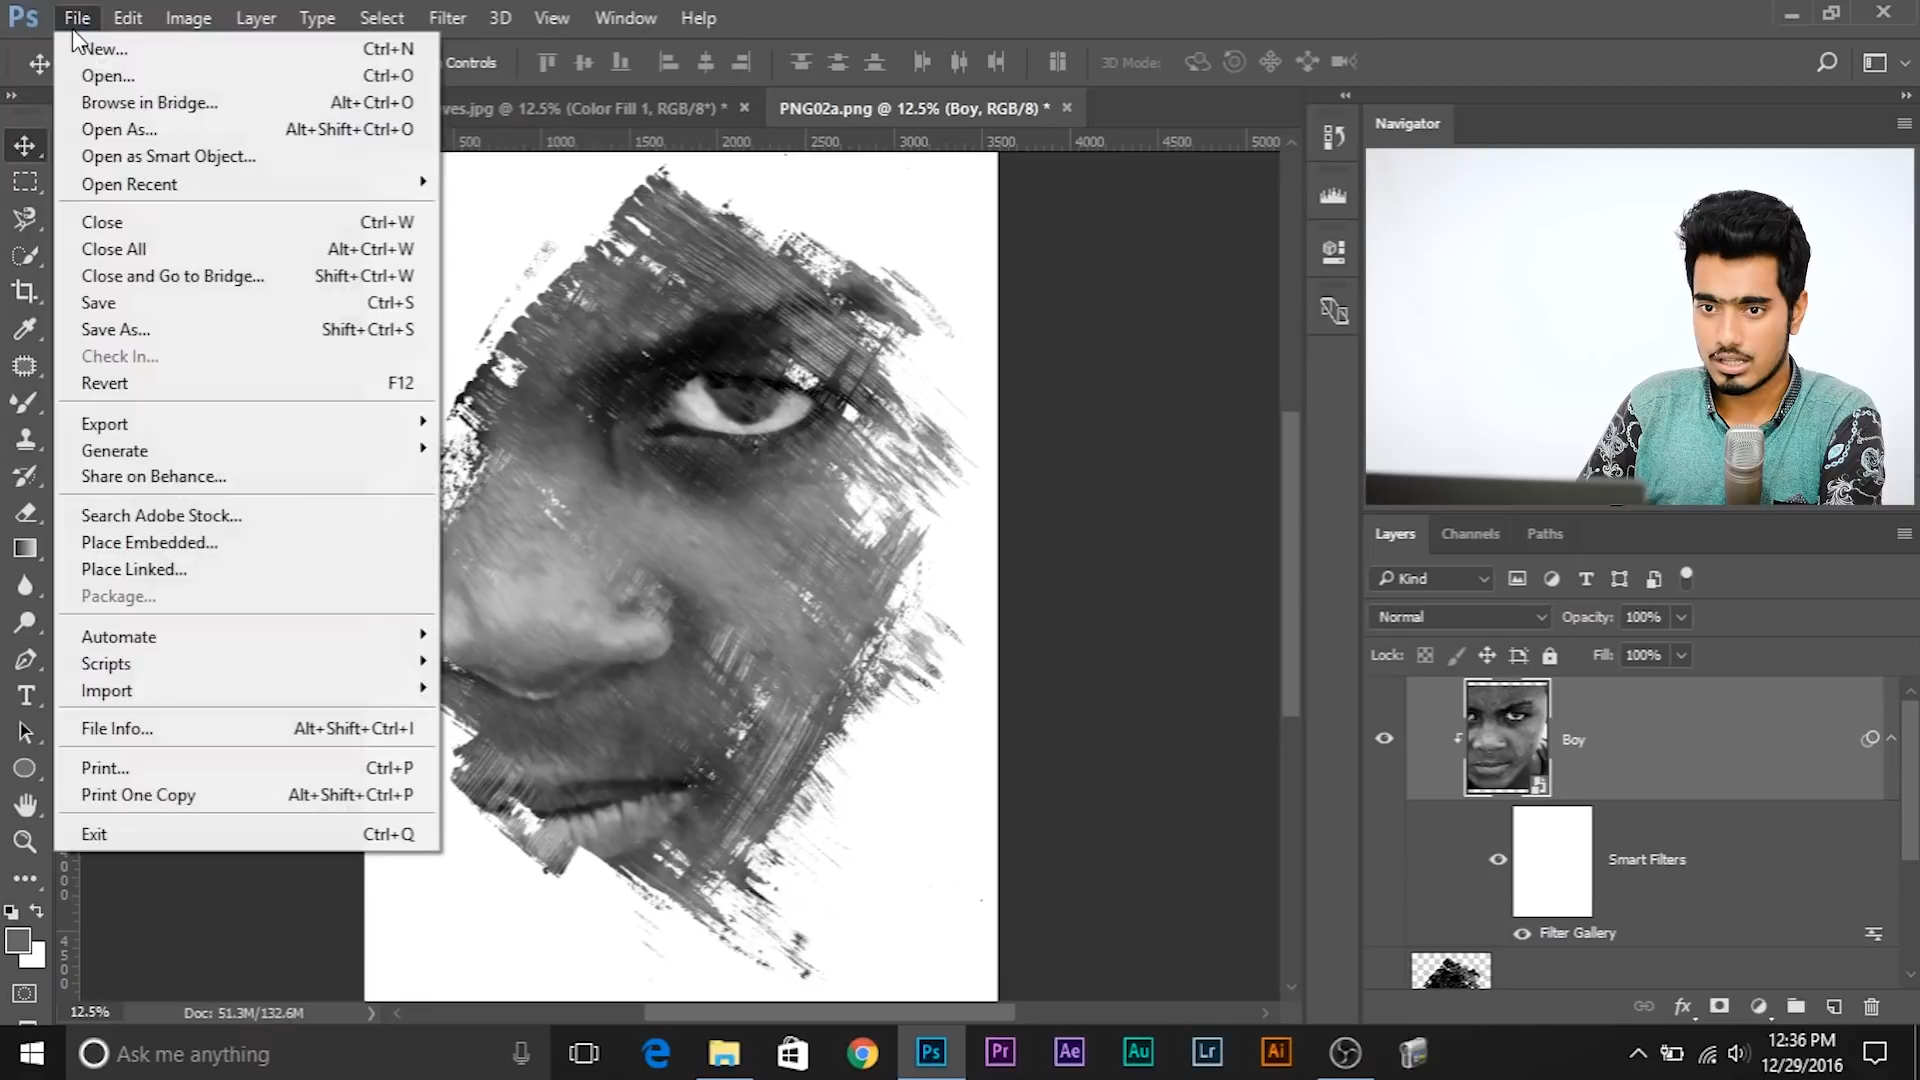 Ps File Edit Image Layer Type Select Filter 3D View Window Help
New... Ctrl+N
Open... Ctrl+O
Browse in Bridge... Alt+Ctrl+O
Open As... Alt+Shift+Ctrl+O
Open as Smart Object...
Open Recent
Close Ctrl+W
Close All Alt+Ctrl+W
Close and Go to Bridge... Shift+Ctrl+W
Save Ctrl+S
Save As... Shift+Ctrl+S
Check In...
Revert F12
Export
Generate
Share on Behance...
Search Adobe Stock...
Place Embedded...
Place Linked...
Package...
Automate
Scripts
Import
File Info... Alt+Shift+Ctrl+I
Print... Ctrl+P
Print One Copy Alt+Shift+Ctrl+P
Exit Ctrl+Q
Controls 3D Mode:
ves.jpg @ 12.5% (Color Fill 1, RGB/8*) * PNG02a.png @ 12.5% (Boy, RGB/8) *
500 1000 1500 2000 2500 3000 3500 4000 4500 5000
Navigator
Layers Channels Paths
Kind
Normal Opacity: 100%
Lock: Fill: 100%
Boy
Smart Filters
Filter Gallery
fx
4500
12.5% Doc: 51.3M/132.6M
Ask me anything
Ps Pr Ae Au Lr Ai
12:36 PM
12/29/2016